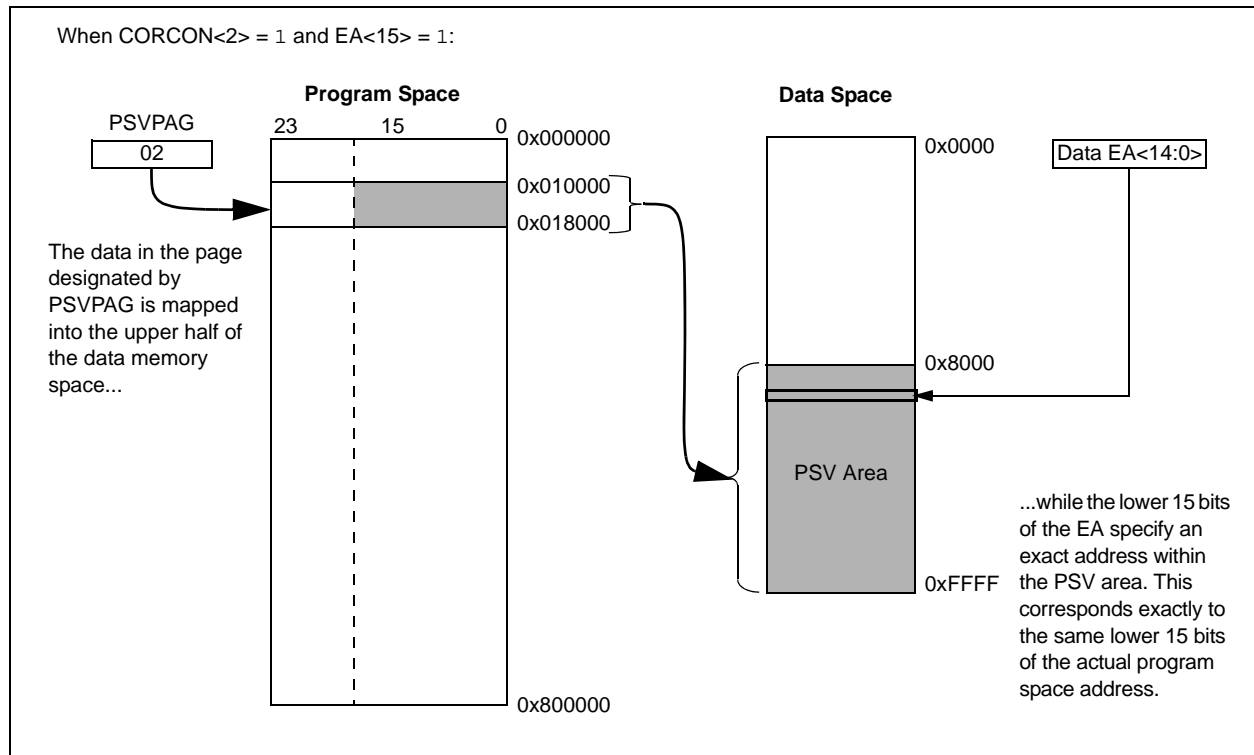 When CORCON<2> = 1 and EA<15> = 1:
Program Space
Data Space
PSVPAG
02
23 15 0
0x000000
0x010000
0x018000
0x800000
The data in the page
designated by
PSVPAG is mapped
into the upper half of
the data memory
space...
0x0000
0x8000
0xFFFF
PSV Area
Data EA<14:0>
...while the lower 15 bits
of the EA specify an
exact address within
the PSV area. This
corresponds exactly to
the same lower 15 bits
of the actual program
space address.